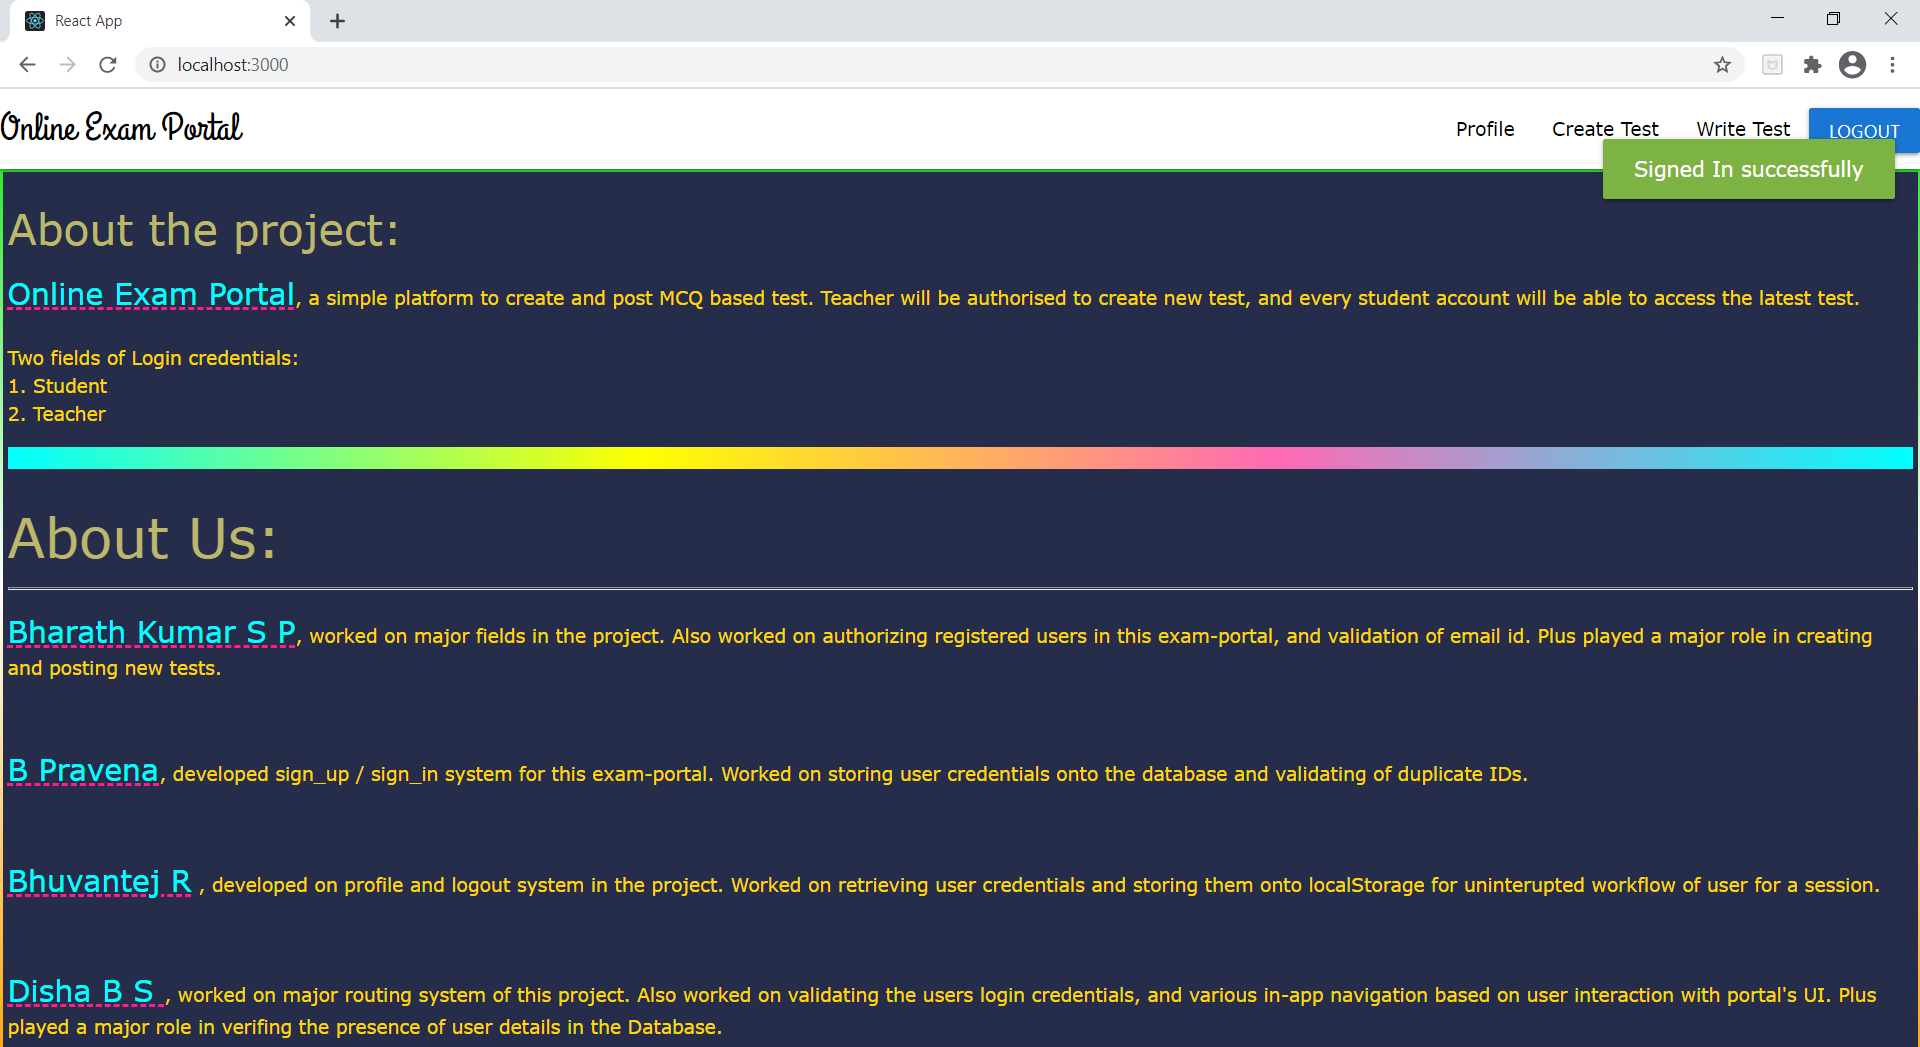 React App
localhost:3000
Online Exam Portal
Profile Create Test Write Test LOGOUT
Signed In successfully
About the project:
Online Exam Portal, a simple platform to create and post MCQ based test. Teacher will be authorised to create new test, and every student account will be able to access the latest test.
Two fields of Login credentials:
1. Student
2. Teacher
About Us:
Bharath Kumar S P, worked on major fields in the project. Also worked on authorizing registered users in this exam-portal, and validation of email id. Plus played a major role in creating
and posting new tests.
B Pravena, developed sign_up / sign_in system for this exam-portal. Worked on storing user credentials onto the database and validating of duplicate IDs.
Bhuvantej R , developed on profile and logout system in the project. Worked on retrieving user credentials and storing them onto localStorage for uninterupted workflow of user for a session.
Disha B S , worked on major routing system of this project. Also worked on validating the users login credentials, and various in-app navigation based on user interaction with portal's UI. Plus
played a major role in verifing the presence of user details in the Database.